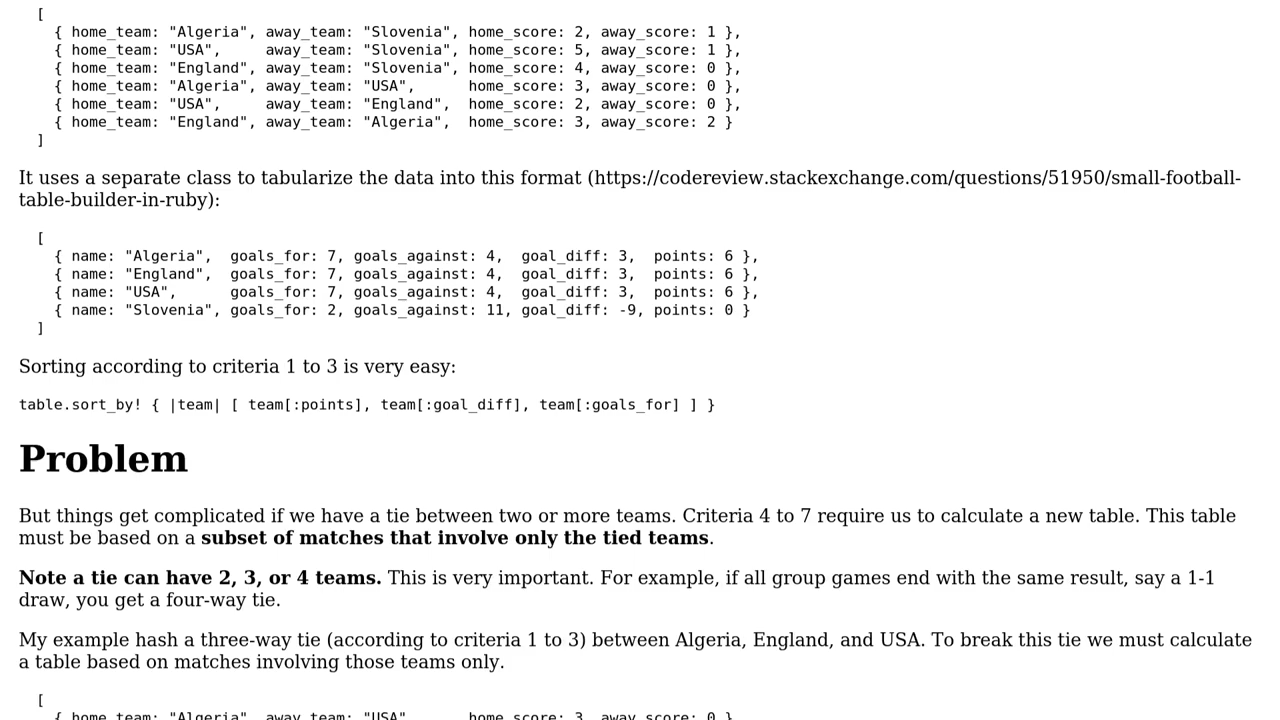 [
{ home_team: "Algeria", away_team: "Slovenia", home_score: 2, away_score: 1 },
{ home_team: "USA",     away_team: "Slovenia", home_score: 5, away_score: 1 },
{ home_team: "England", away_team: "Slovenia", home_score: 4, away_score: 0 },
{ home_team: "Algeria", away_team: "USA",      home_score: 3, away_score: 0 },
{ home_team: "USA",     away_team: "England",  home_score: 2, away_score: 0 },
{ home_team: "England", away_team: "Algeria",  home_score: 3, away_score: 2 }
]
It uses a separate class to tabularize the data into this format (https://codereview.stackexchange.com/questions/51950/small-football-
table-builder-in-ruby):
[
{ name: "Algeria",  goals_for: 7, goals_against: 4,  goal_diff: 3,  points: 6 },
{ name: "England",  goals_for: 7, goals_against: 4,  goal_diff: 3,  points: 6 },
{ name: "USA",      goals_for: 7, goals_against: 4,  goal_diff: 3,  points: 6 },
{ name: "Slovenia", goals_for: 2, goals_against: 11, goal_diff: -9, points: 0 }
]
Sorting according to criteria 1 to 3 is very easy:
table.sort_by! { |team| [ team[:points], team[:goal_diff], team[:goals_for] ] }
Problem
But things get complicated if we have a tie between two or more teams. Criteria 4 to 7 require us to calculate a new table. This table
must be based on a subset of matches that involve only the tied teams.
Note a tie can have 2, 3, or 4 teams. This is very important. For example, if all group games end with the same result, say a 1-1
draw, you get a four-way tie.
My example hash a three-way tie (according to criteria 1 to 3) between Algeria, England, and USA. To break this tie we must calculate
a table based on matches involving those teams only.
[
{ home_team: "Algeria", away_team: "USA",      home_score: 3, away_score: 0 },